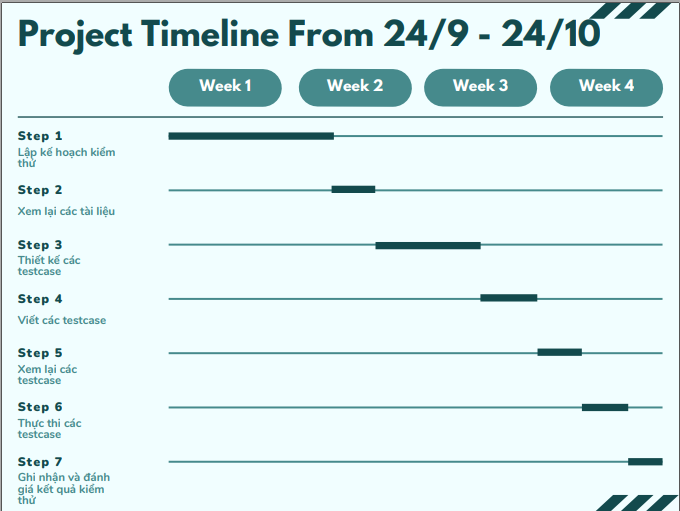 Project Timeline From 24/9 - 24/10
Week 1
Week 2
Week 3
Week 4
Step 1
Lập kế hoạch kiểm
thử
Step 2
Xem lại các tài liệu
Step 3
Thiết kế các
testcase
Step 4
Viết các testcase
Step 5
Xem lại các
testcase
Step 6
Thực thi các
testcase
Step 7
Ghi nhận và đánh
giá kết quả kiểm
thử